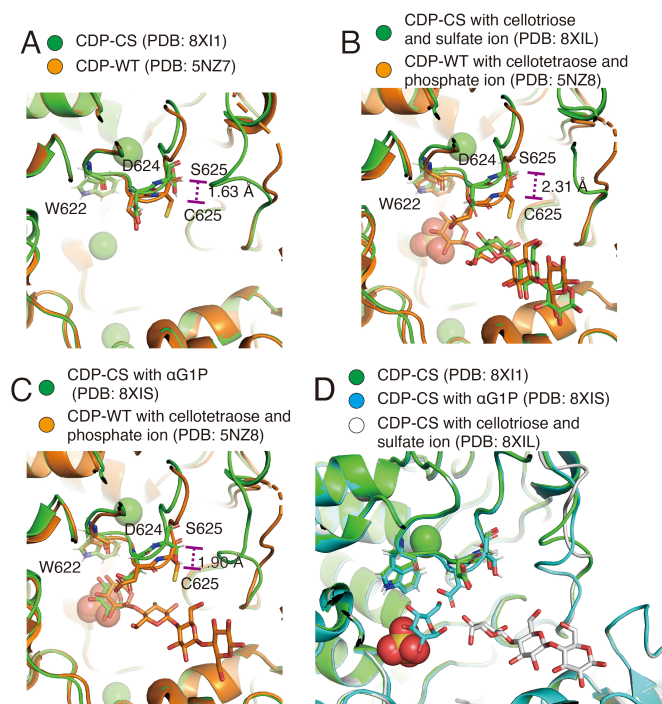 A
CDP-CS (PDB: 8XI1)
CDP-WT (PDB: 5NZ7)
D624
S625
1.63 Å
W622
C625
B
CDP-CS with cellotriose
and sulfate ion (PDB: 8XIL)
CDP-WT with cellotetraose and
phosphate ion (PDB: 5NZ8)
D624
S625
2.31 Å
W622
C625
C
CDP-CS with αG1P
(PDB: 8XIS)
CDP-WT with cellotetraose and
phosphate ion (PDB: 5NZ8)
D624
S625
1.90 Å
W622
C625
D
CDP-CS (PDB: 8XI1)
CDP-CS with αG1P (PDB: 8XIS)
CDP-CS with cellotriose and
sulfate ion (PDB: 8XIL)